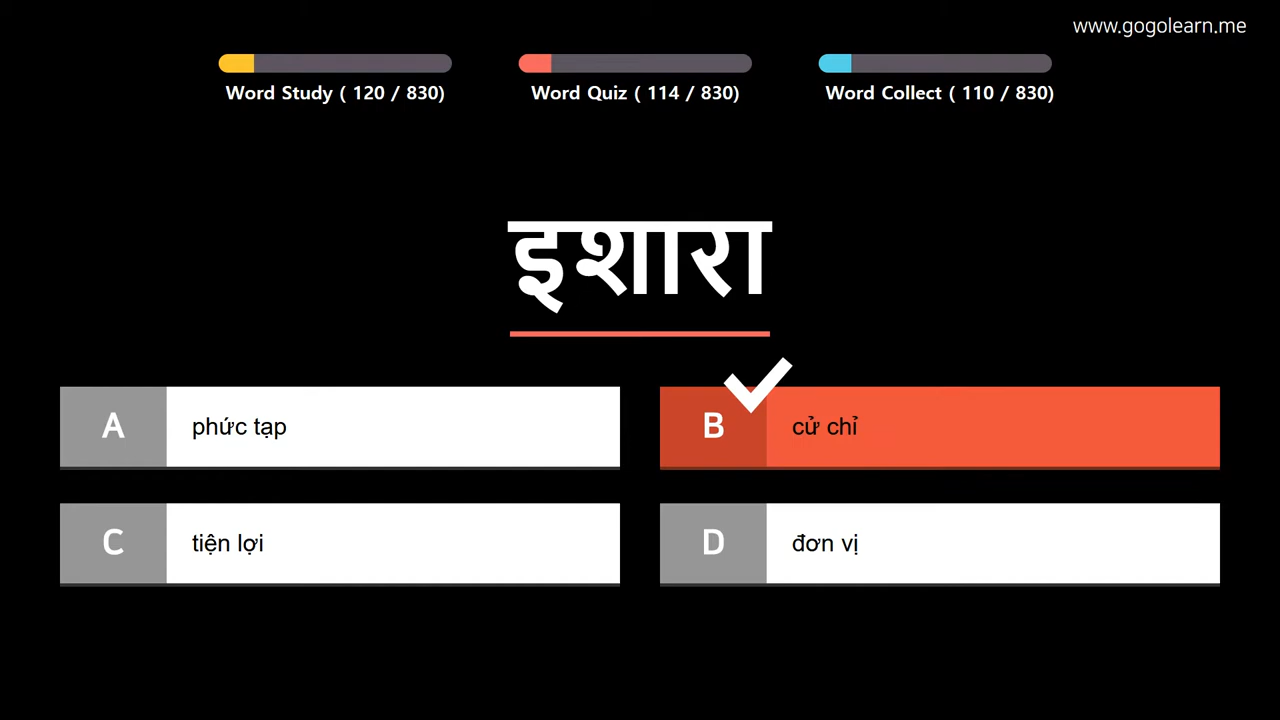 www.gogolearn.me
Word Study ( 120 / 830)
Word Quiz ( 114 / 830)
Word Collect ( 110 / 830)
इशारा
A phức tạp
B cử chỉ
C tiện lợi
D đơn vị